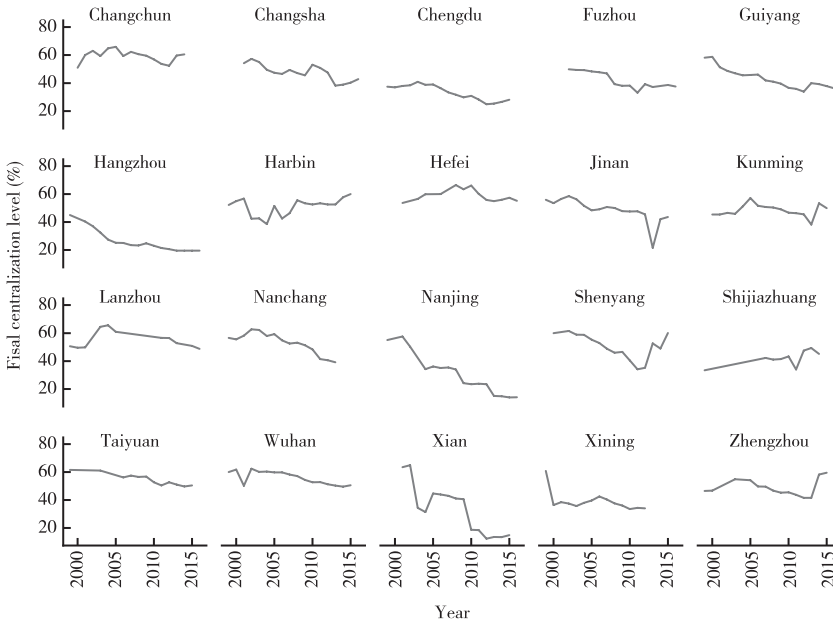 Changchun Changsha Chengdu Fuzhou Guiyang
80
60
40
20
Hangzhou Harbin Hefei Jinan Kunming
80
60
40
20
Lanzhou Nanchang Nanjing Shenyang Shijiazhuang
80
60
40
20
Taiyuan Wuhan Xian Xining Zhengzhou
80
60
40
20
Fisal centralization level (%)
2000 2005 2010 2015 2000 2005 2010 2015 2000 2005 2010 2015 2000 2005 2010 2015 2000 2005 2010 2015
Year